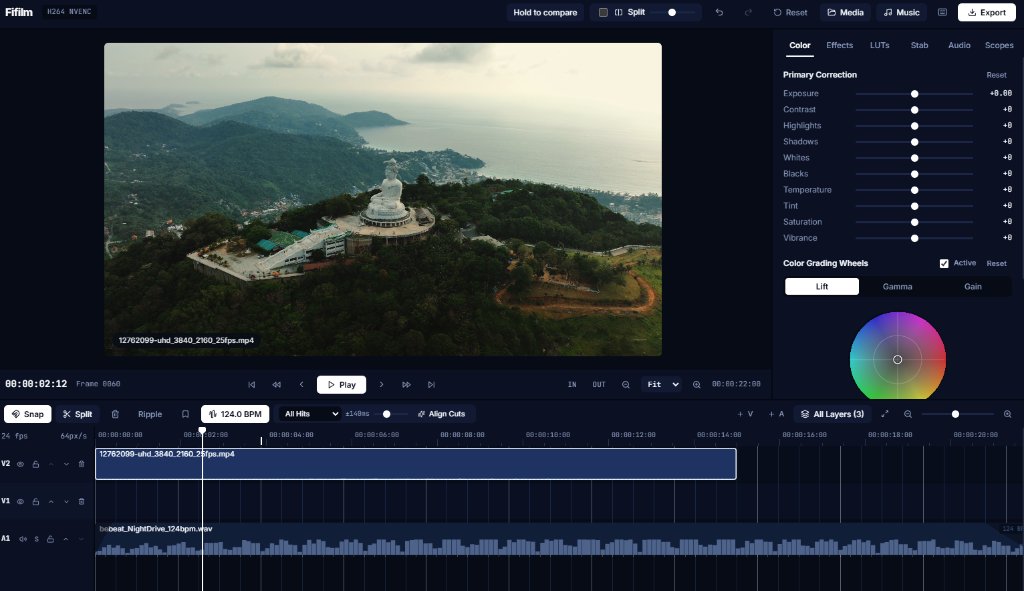 Fifilm H264 NVENC Hold to compare Split Reset Media Music Export
Color Effects LUTs Stab Audio Scopes
Primary Correction Reset
Exposure +0.00
Contrast +0
Highlights +0
Shadows +0
Whites +0
Blacks +0
Temperature +0
Tint +0
Saturation +0
Vibrance +0
Color Grading Wheels Active Reset
Lift Gamma Gain
12762099-uhd_3840_2160_25fps.mp4
00:00:02:12 Frame 0060 Play IN OUT Fit 00:00:22:00
Snap Split Ripple 124.0 BPM All Hits ±140ms Align Cuts + V + A All Layers (3)
24 fps 64px/s 00:00:00:00 00:00:02:00 00:00:04:00 00:00:06:00 00:00:08:00 00:00:10:00 00:00:12:00 00:00:14:00 00:00:16:00 00:00:18:00 00:00:20:00
V2 12762099-uhd_3840_2160_25fps.mp4
V1
A1 S bebeat_NightDrive_124bpm.wav 124